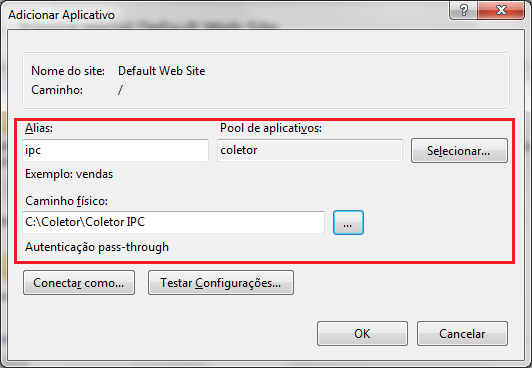 Adicionar Aplicativo
Nome do site: Default Web Site
Caminho: /
Alias: Pool de aplicativos:
ipc coletor Selecionar...
Exemplo: vendas
Caminho físico:
C:\Coletor\Coletor IPC ...
Autenticação pass-through
Conectar como... Testar Configurações...
OK Cancelar